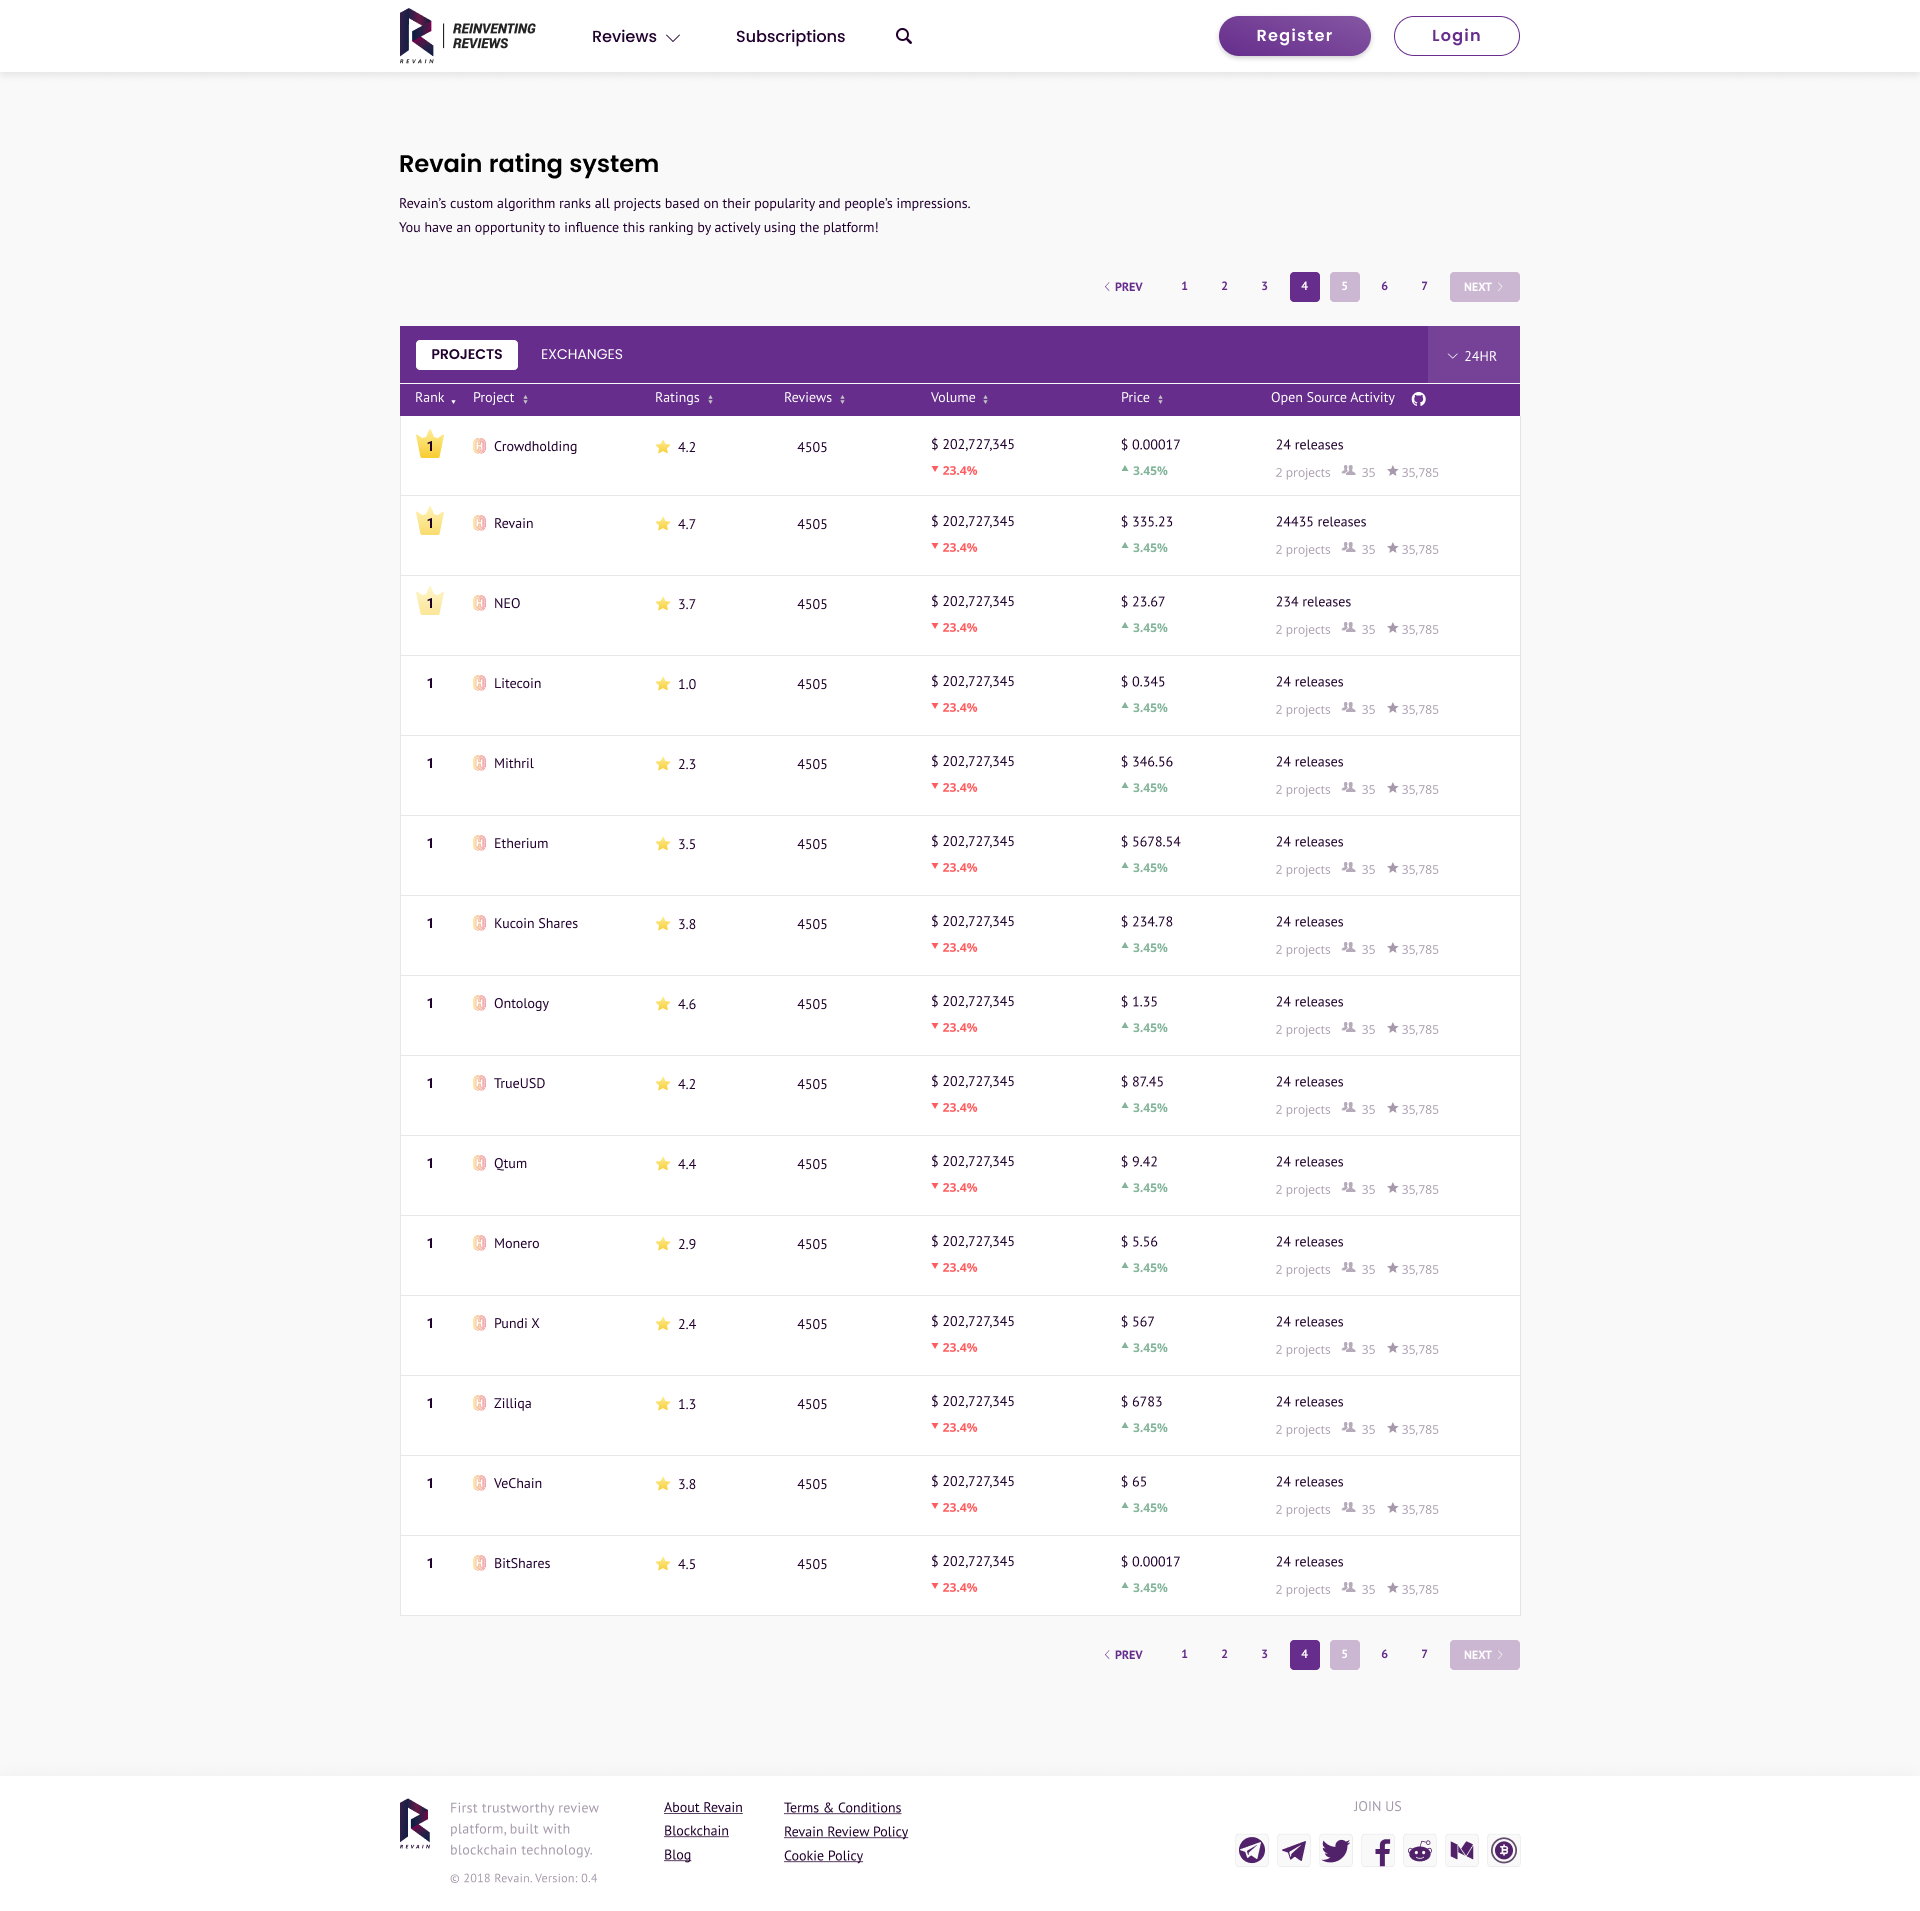 REINVENTING
REVIEWS
REVAIN
Reviews Subscriptions Register Login
Revain rating system
Revain’s custom algorithm ranks all projects based on their popularity and people’s impressions.
You have an opportunity to influence this ranking by actively using the platform!
PREV 1 2 3 4 5 6 7 NEXT
PROJECTS EXCHANGES 24HR
Rank Project Ratings Reviews Volume Price Open Source Activity
1 Crowdholding 4.2 4505 $ 202,727,345 $ 0.00017 24 releases
23.4% 3.45% 2 projects 35 35,785
1 Revain 4.7 4505 $ 202,727,345 $ 335.23 24435 releases
23.4% 3.45% 2 projects 35 35,785
1 NEO 3.7 4505 $ 202,727,345 $ 23.67 234 releases
23.4% 3.45% 2 projects 35 35,785
1 Litecoin 1.0 4505 $ 202,727,345 $ 0.345 24 releases
23.4% 3.45% 2 projects 35 35,785
1 Mithril 2.3 4505 $ 202,727,345 $ 346.56 24 releases
23.4% 3.45% 2 projects 35 35,785
1 Etherium 3.5 4505 $ 202,727,345 $ 5678.54 24 releases
23.4% 3.45% 2 projects 35 35,785
1 Kucoin Shares 3.8 4505 $ 202,727,345 $ 234.78 24 releases
23.4% 3.45% 2 projects 35 35,785
1 Ontology 4.6 4505 $ 202,727,345 $ 1.35 24 releases
23.4% 3.45% 2 projects 35 35,785
1 TrueUSD 4.2 4505 $ 202,727,345 $ 87.45 24 releases
23.4% 3.45% 2 projects 35 35,785
1 Qtum 4.4 4505 $ 202,727,345 $ 9.42 24 releases
23.4% 3.45% 2 projects 35 35,785
1 Monero 2.9 4505 $ 202,727,345 $ 5.56 24 releases
23.4% 3.45% 2 projects 35 35,785
1 Pundi X 2.4 4505 $ 202,727,345 $ 567 24 releases
23.4% 3.45% 2 projects 35 35,785
1 Zilliqa 1.3 4505 $ 202,727,345 $ 6783 24 releases
23.4% 3.45% 2 projects 35 35,785
1 VeChain 3.8 4505 $ 202,727,345 $ 65 24 releases
23.4% 3.45% 2 projects 35 35,785
1 BitShares 4.5 4505 $ 202,727,345 $ 0.00017 24 releases
23.4% 3.45% 2 projects 35 35,785
PREV 1 2 3 4 5 6 7 NEXT
REVAIN
First trustworthy review
platform, built with
blockchain technology.
© 2018 Revain. Version: 0.4
About Revain
Blockchain
Blog
Terms & Conditions
Revain Review Policy
Cookie Policy
JOIN US